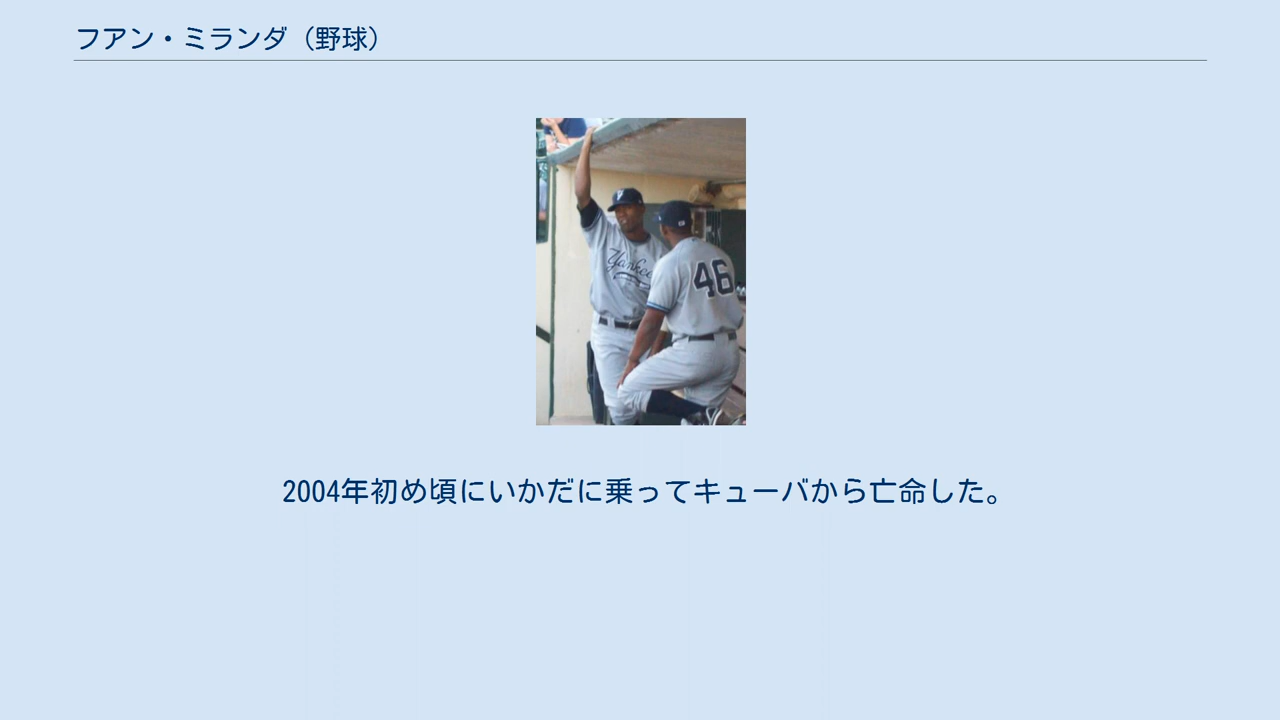 フアン・ミランダ（野球）
Yankees
46
2004年初め頃にいかだに乗ってキューバから亡命した。